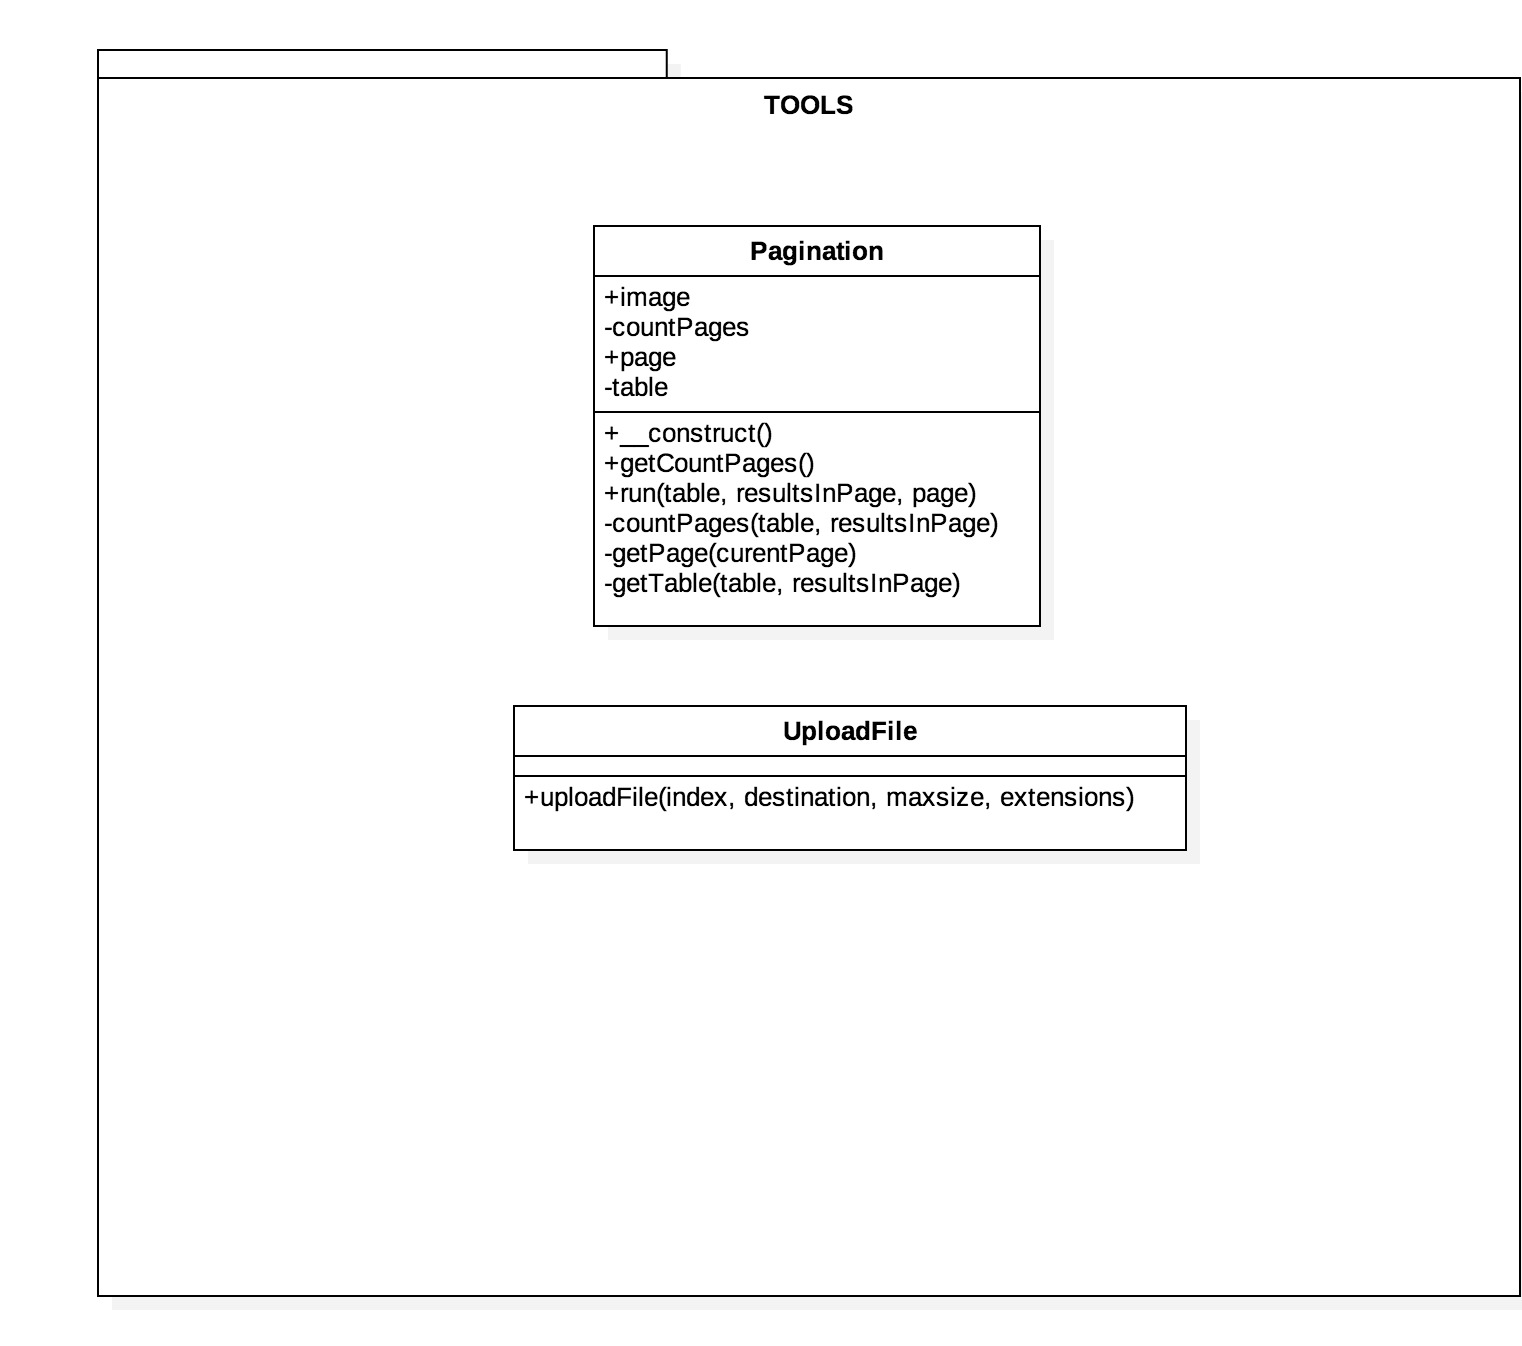 TOOLS
Pagination
+image
-countPages
+page
-table
+__construct()
+getCountPages()
+run(table, resultsInPage, page)
-countPages(table, resultsInPage)
-getPage(curentPage)
-getTable(table, resultsInPage)
UploadFile
+uploadFile(index, destination, maxsize, extensions)